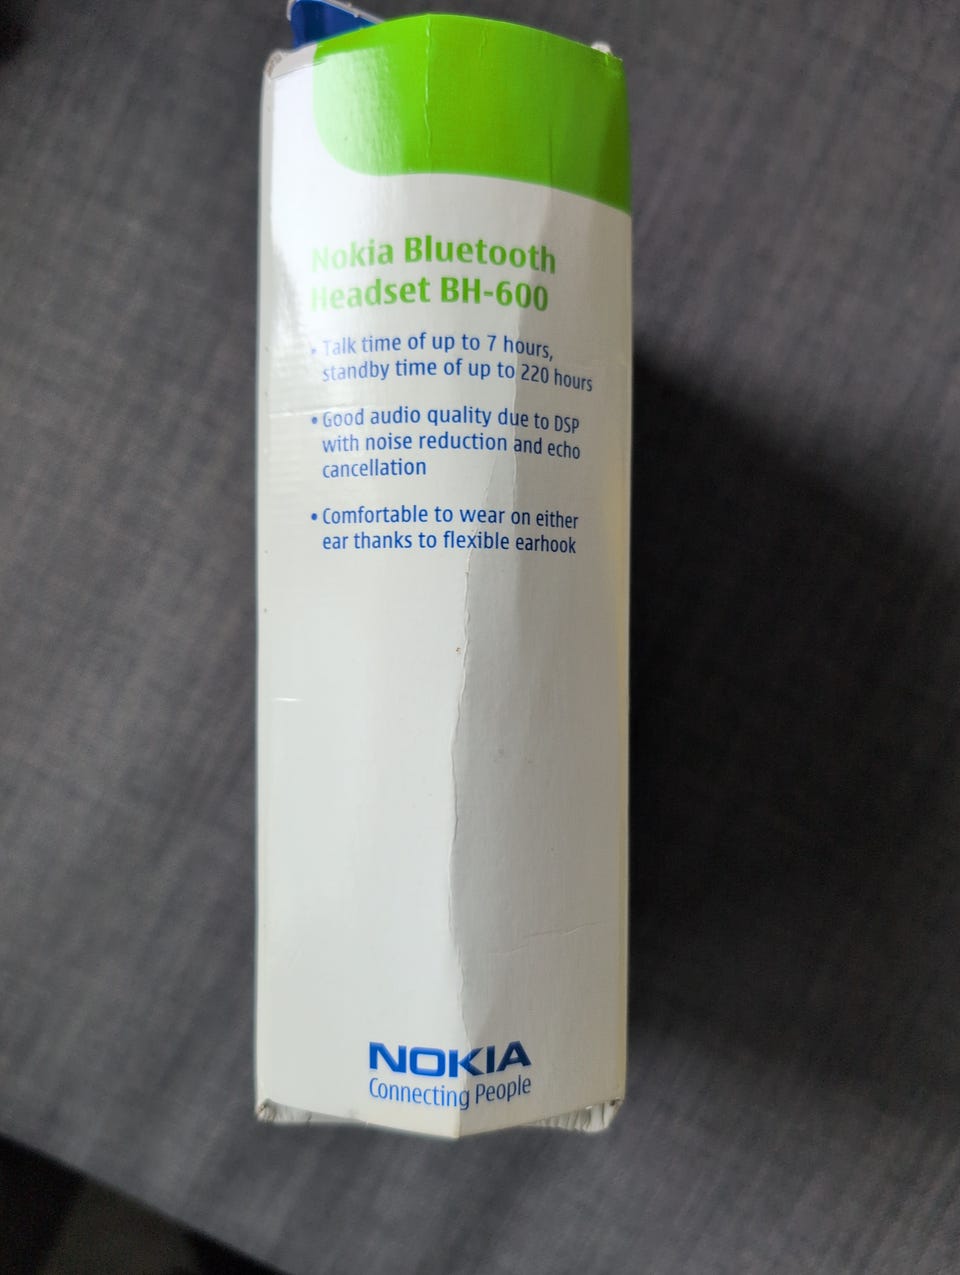 Nokia Bluetooth
Headset BH-600
• Talk time of up to 7 hours,
standby time of up to 220 hours
• Good audio quality due to DSP
with noise reduction and echo
cancellation
• Comfortable to wear on either
ear thanks to flexible earhook
NOKIA
Connecting People